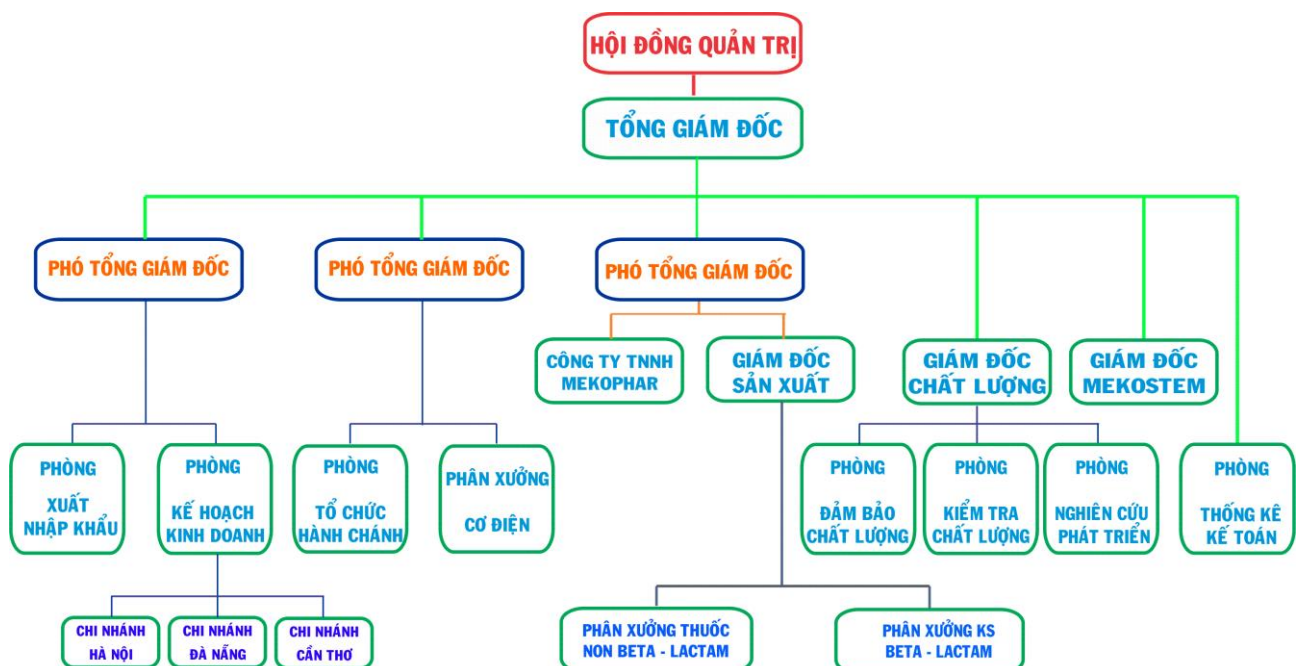 HỘI ĐỒNG QUẢN TRỊ
TỔNG GIÁM ĐỐC
PHÓ TỔNG GIÁM ĐỐC
PHÓ TỔNG GIÁM ĐỐC
PHÓ TỔNG GIÁM ĐỐC
CÔNG TY TNNH
MEKOPHAR
GIÁM ĐỐC
SẢN XUẤT
GIÁM ĐỐC
CHẤT LƯỢNG
GIÁM ĐỐC
MEKOSTEM
PHÒNG
XUẤT
NHẬP KHẨU
PHÒNG
KẾ HOẠCH
KINH DOANH
PHÒNG
TỔ CHỨC
HÀNH CHÁNH
PHÂN XƯỞNG
CƠ ĐIỆN
PHÒNG
ĐẢM BẢO
CHẤT LƯỢNG
PHÒNG
KIỂM TRA
CHẤT LƯỢNG
PHÒNG
NGHIÊN CỨU
PHÁT TRIỂN
PHÒNG
THỐNG KÊ
KẾ TOÁN
CHI NHÁNH
HÀ NỘI
CHI NHÁNH
ĐÀ NẴNG
CHI NHÁNH
CẦN THƠ
PHÂN XƯỞNG THUỐC
NON BETA - LACTAM
PHÂN XƯỞNG KS
BETA - LACTAM